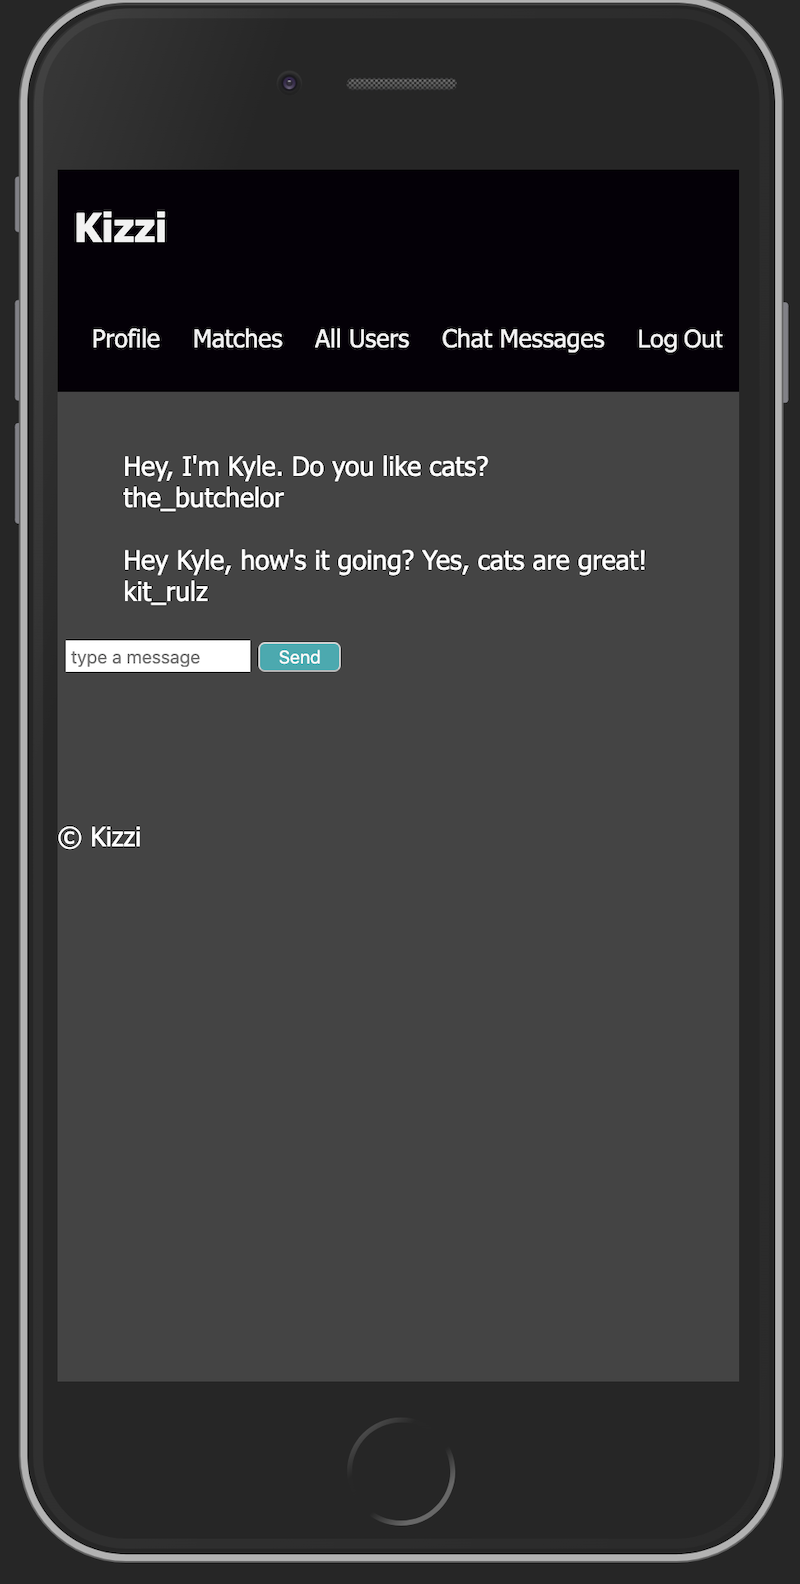 Kizzi
Profile Matches All Users Chat Messages Log Out
Hey, I'm Kyle. Do you like cats?
the_butchelor
Hey Kyle, how's it going? Yes, cats are great!
kit_rulz
type a message Send
© Kizzi